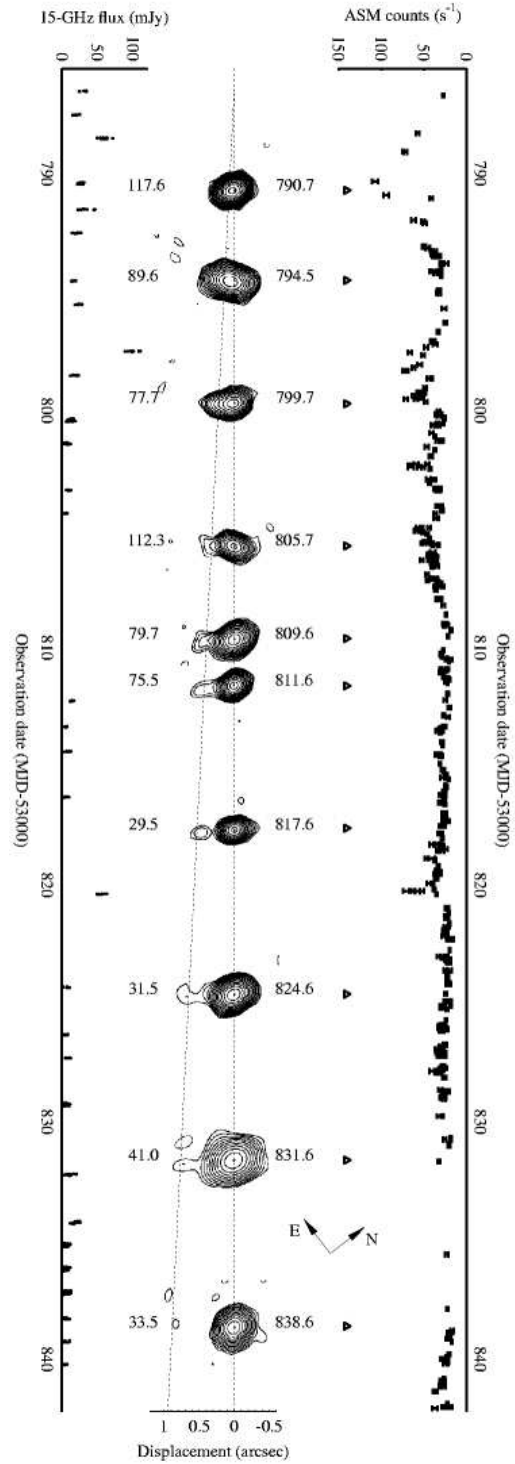 15-GHz flux (mJy)
ASM counts (s⁻¹)
0 50 100
150 100 50 0
790 790
117.6 790.7
89.6 794.5
77.7 799.7
800 800
112.3 805.7
79.7 809.6
810 810
75.5 811.6
Observation date (MJD-53000)
Observation date (MJD-53000)
29.5 817.6
820 820
31.5 824.6
830 830
41.0 831.6
E N
33.5 838.6
840 840
1 0.5 0 -0.5
Displacement (arcsec)